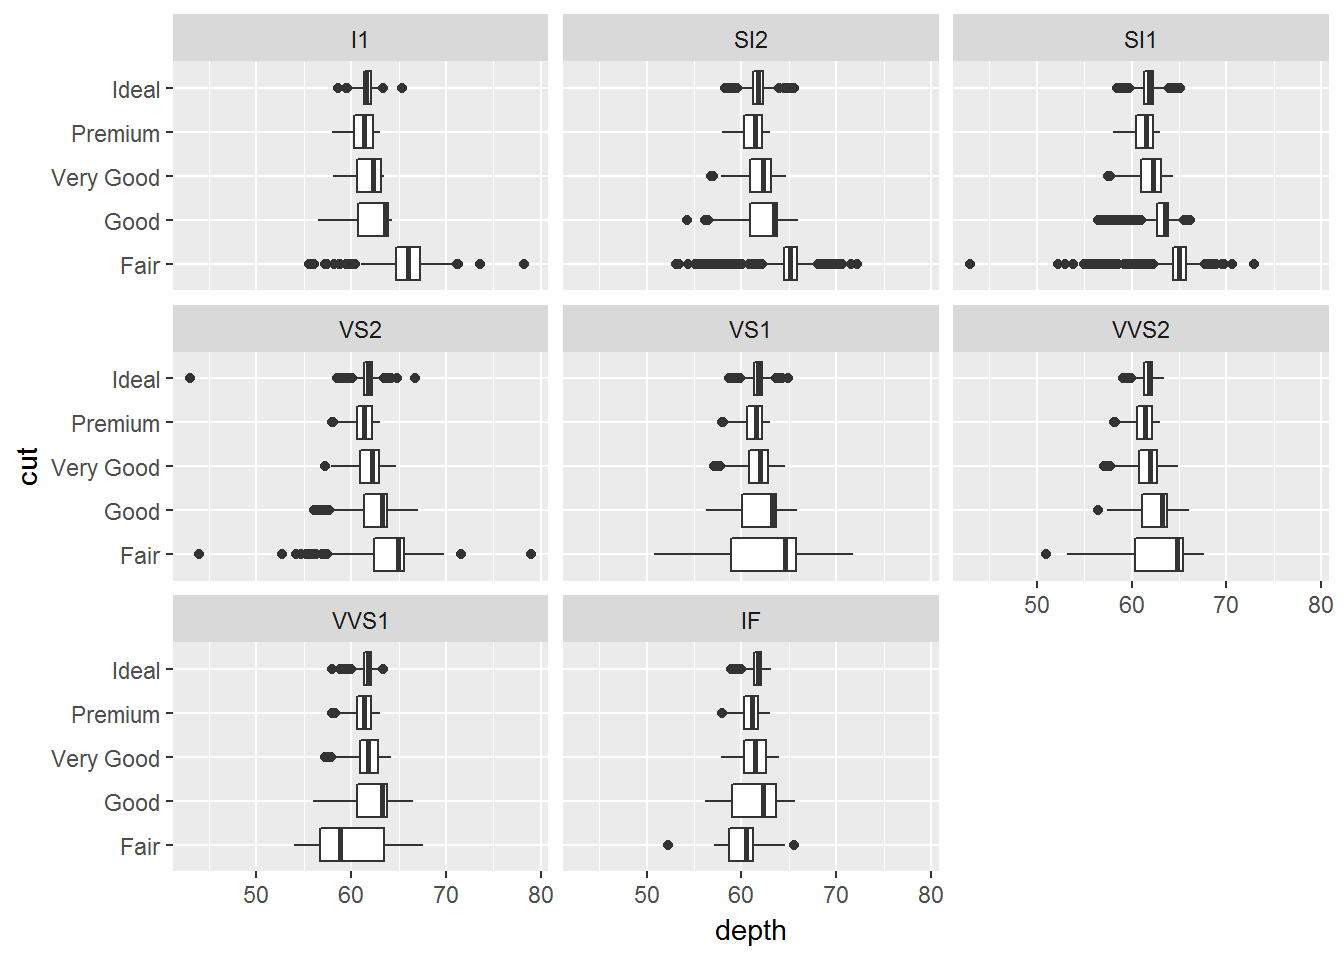 I1 SI2 SI1
Ideal
Premium
Very Good
Good
Fair
VS2 VS1 VVS2
Ideal
Premium
Very Good
Good
Fair
50 60 70 80
VVS1 IF
Ideal
Premium
Very Good
Good
Fair
50 60 70 80 50 60 70 80
depth
cut